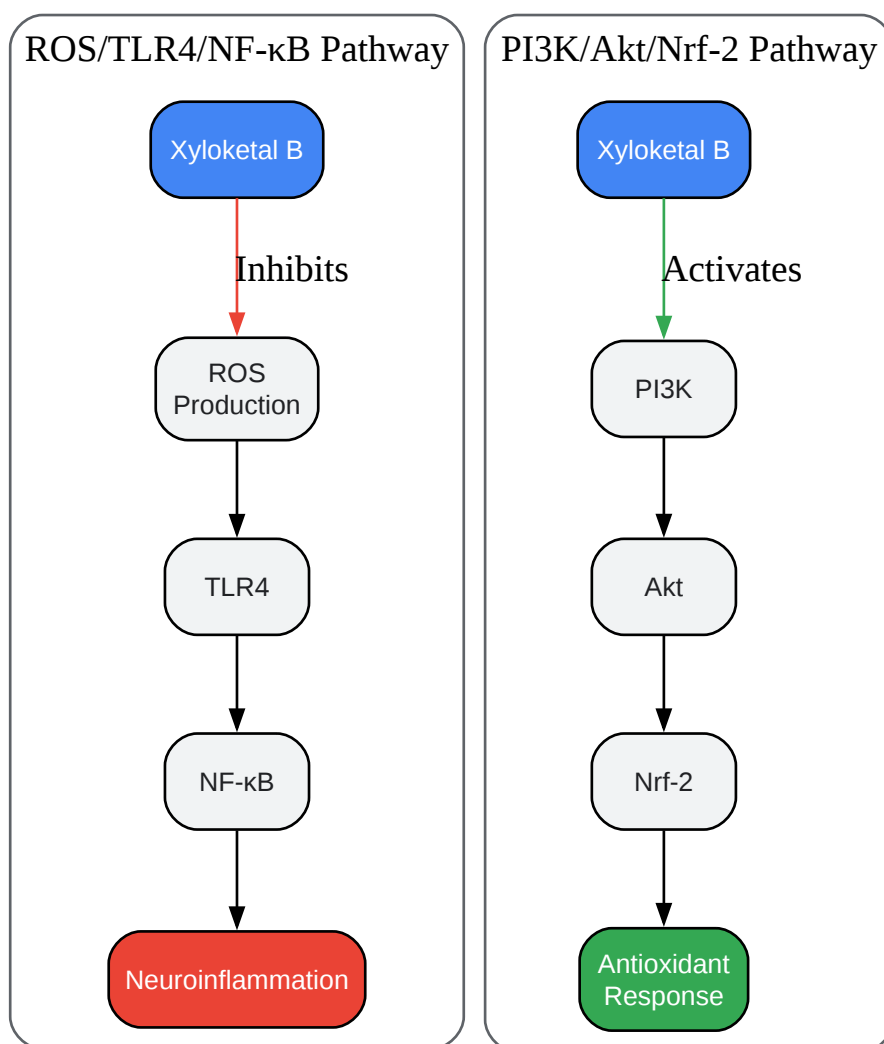 ROS/TLR4/NF-κB Pathway
Xyloketal B
Inhibits
ROS
Production
TLR4
NF-κB
Neuroinflammation
PI3K/Akt/Nrf-2 Pathway
Xyloketal B
Activates
PI3K
Akt
Nrf-2
Antioxidant
Response